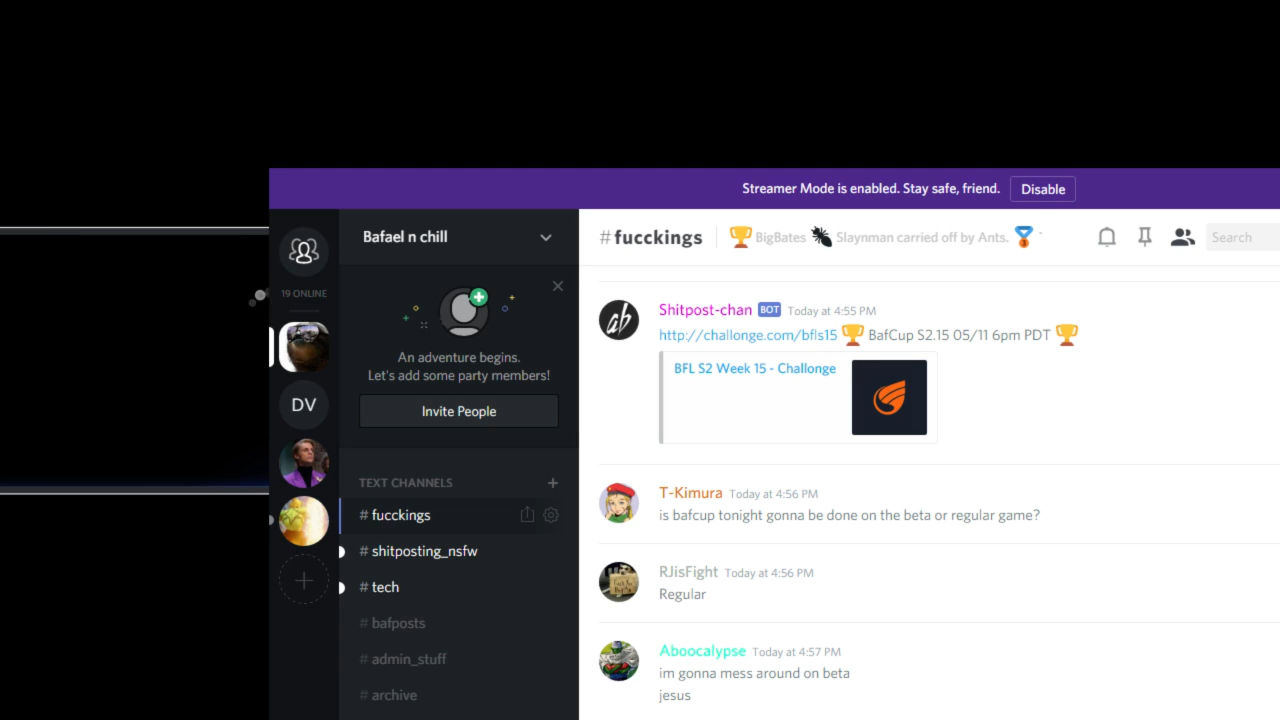 Streamer Mode is enabled. Stay safe, friend. Disable
Bafael n chill
#fucckings BigBates Slaynman carried off by Ants. Search
19 ONLINE
DV
An adventure begins.
Let's add some party members!
Invite People
TEXT CHANNELS
# fucckings
# shitposting_nsfw
# tech
# bafposts
# admin_stuff
# archive
Shitpost-chan BOT Today at 4:55 PM
http://challonge.com/bfls15 🏆 BafCup S2.15 05/11 6pm PDT 🏆
BFL S2 Week 15 - Challonge
T-Kimura Today at 4:56 PM
is bafcup tonight gonna be done on the beta or regular game?
RJisFight Today at 4:56 PM
Regular
Aboocalypse Today at 4:57 PM
im gonna mess around on beta
jesus